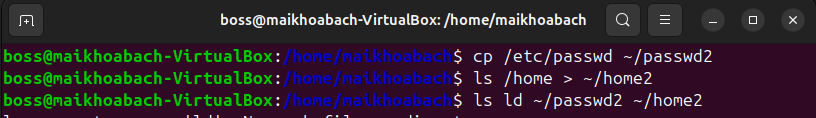 boss@maikhoabach-VirtualBox: /home/maikhoabach
boss@maikhoabach-VirtualBox:/home/maikhoabach$ cp /etc/passwd ~/passwd2
boss@maikhoabach-VirtualBox:/home/maikhoabach$ ls /home > ~/home2
boss@maikhoabach-VirtualBox:/home/maikhoabach$ ls ld ~/passwd2 ~/home2